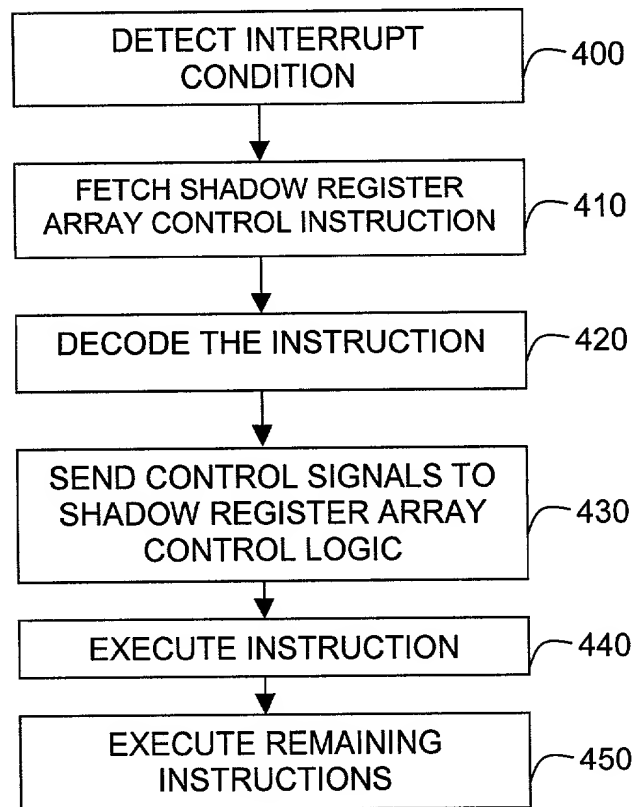 DETECT INTERRUPT
CONDITION
400
FETCH SHADOW REGISTER
ARRAY CONTROL INSTRUCTION
410
DECODE THE INSTRUCTION
420
SEND CONTROL SIGNALS TO
SHADOW REGISTER ARRAY
CONTROL LOGIC
430
EXECUTE INSTRUCTION
440
EXECUTE REMAINING
INSTRUCTIONS
450